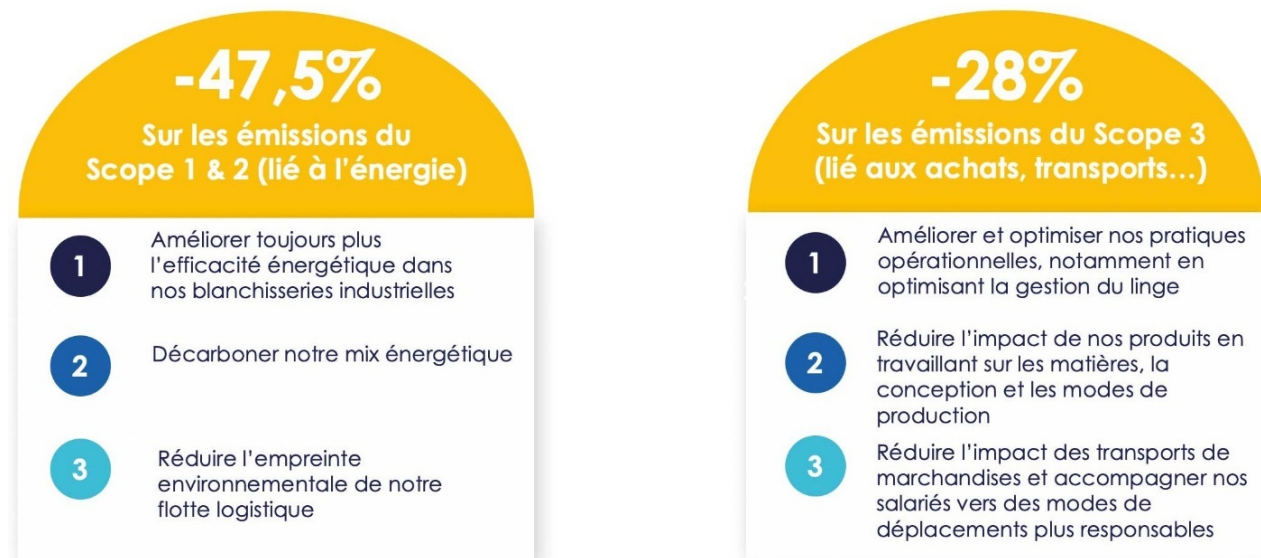 -47,5%
Sur les émissions du
Scope 1 & 2 (lié à l'énergie)
1
Améliorer toujours plus
l'efficacité énergétique dans
nos blanchisseries industrielles
2
Décarboner notre mix énergétique
3
Réduire l'empreinte
environnementale de notre
flotte logistique
-28%
Sur les émissions du Scope 3
(lié aux achats, transports...)
1
Améliorer et optimiser nos pratiques
opérationnelles, notamment en
optimisant la gestion du linge
2
Réduire l'impact de nos produits en
travaillant sur les matières, la
conception et les modes de
production
3
Réduire l'impact des transports de
marchandises et accompagner nos
salariés vers des modes de
déplacements plus responsables